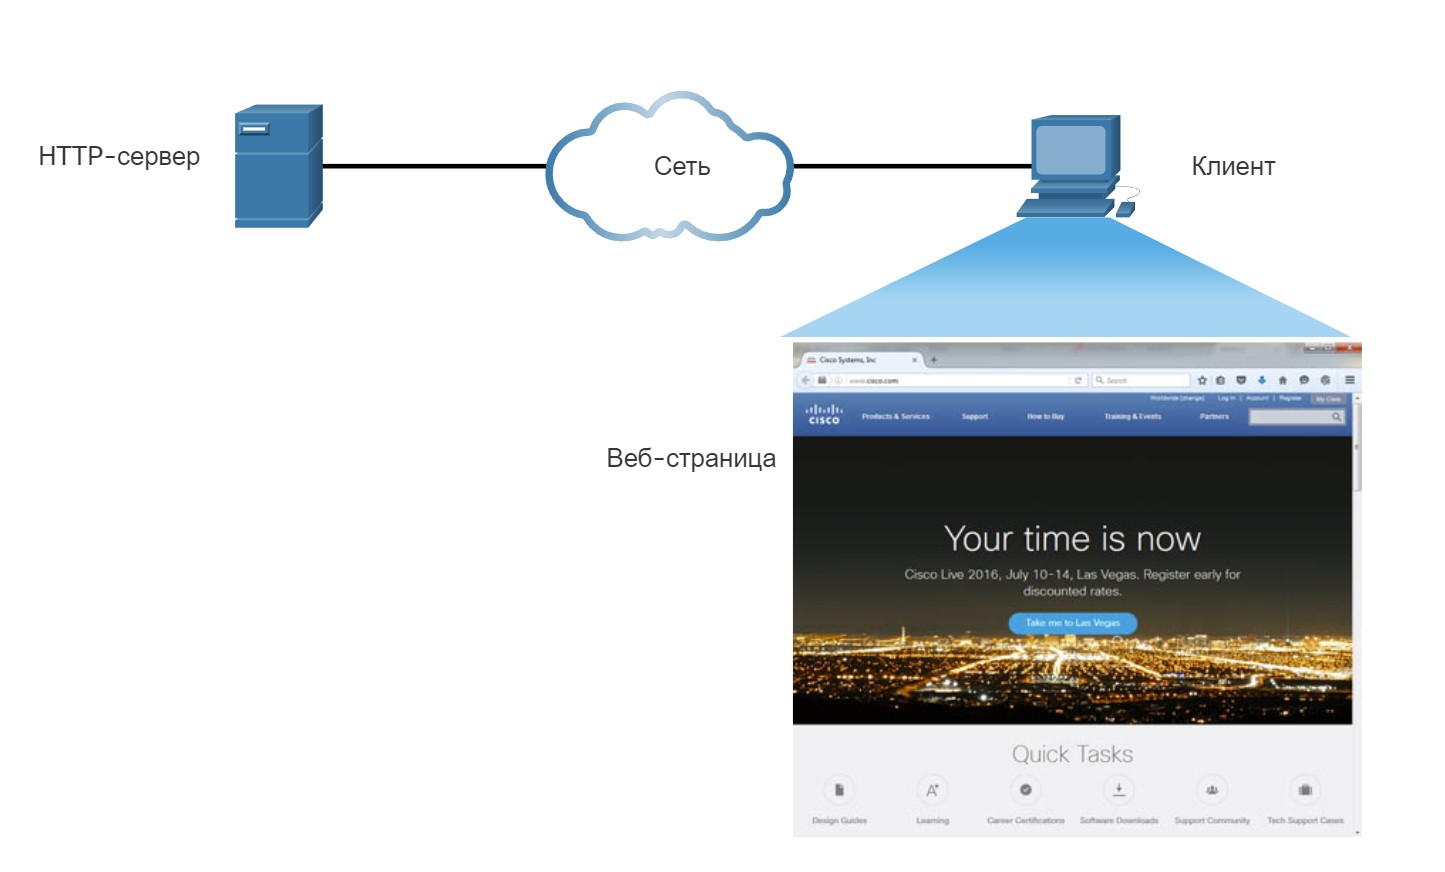 HTTP-сервер
Сеть
Клиент
Cisco Systems, Inc
www.cisco.com
Search
Worldwide [change] Log In | Account | Register My Cisco
CISCO
Products & Services Support How to Buy Training & Events Partners
Веб-страница
Your time is now
Cisco Live 2016, July 10-14, Las Vegas. Register early for
discounted rates.
Take me to Las Vegas
Quick Tasks
Design Guides Learning Career Certifications Software Downloads Support Community Tech Support Cases